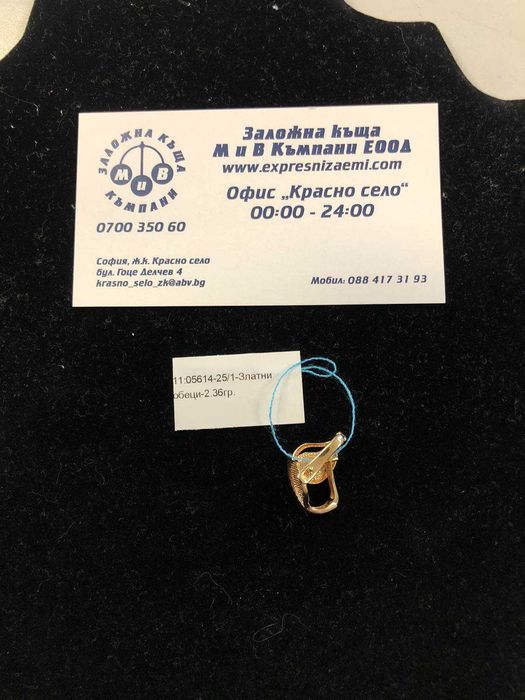 ЗАЛОЖНА КЪЩА
М и В
КЪМПАНИ
0700 350 60
Заложна къща
М и В Къмпани ЕООД
www.expresnizaemi.com
Офис „Красно село“
00:00 - 24:00
София, ж.к. Красно село
бул. Гоце Делчев 4
krasno_selo_zk@abv.bg
Мобил: 088 417 31 93
11:05614-25/1-Златни
обеци-2.36гр.